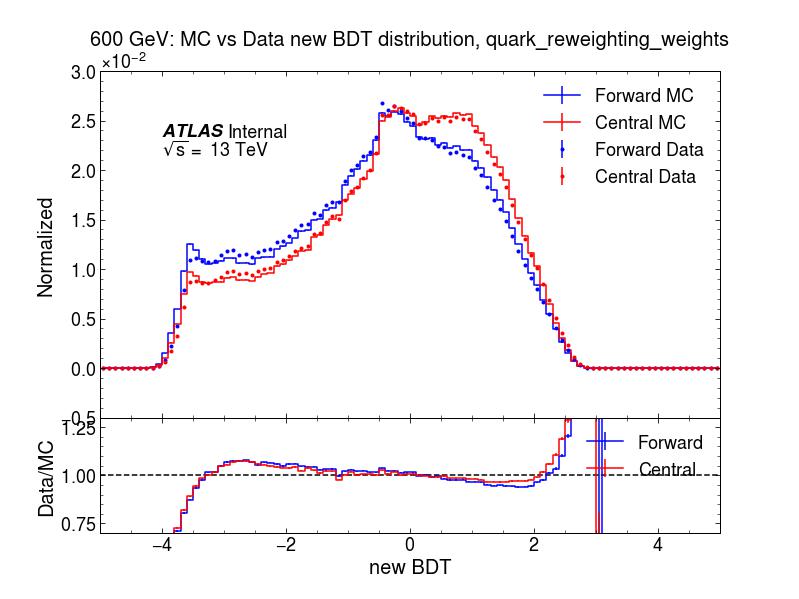 600 GeV: MC vs Data new BDT distribution, quark_reweighting_weights
×10⁻²
3.0
2.5
2.0
1.5
1.0
0.5
0.0
−0.5
Normalized
ATLAS Internal
√s = 13 TeV
Forward MC
Central MC
Forward Data
Central Data
1.25
1.00
0.75
Data/MC
Forward
Central
−4 −2 0 2 4
new BDT